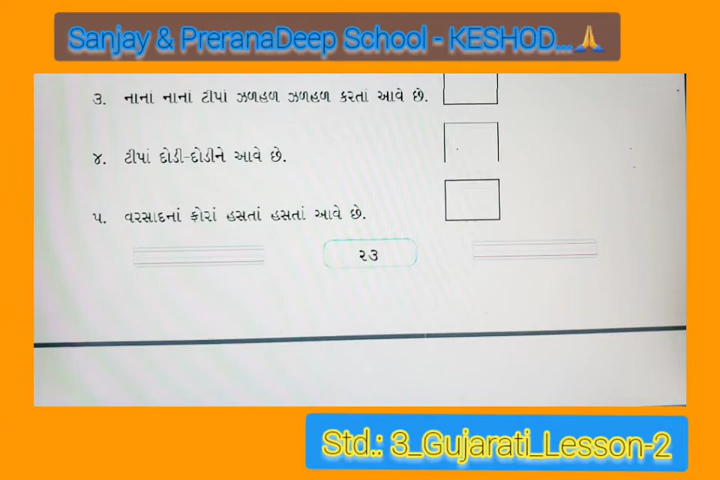 Sanjay & PreranaDeep School - KESHOD...🙏
૩. નાના નાનાં ટીપાં ઝળહળ ઝળહળ કરતાં આવે છે.
૪. ટીપાં દોડી-દોડીને આવે છે.
૫. વરસાદનાં ફોરાં હસતાં હસતાં આવે છે.
૨૩
Std.: 3_Gujarati_Lesson-2